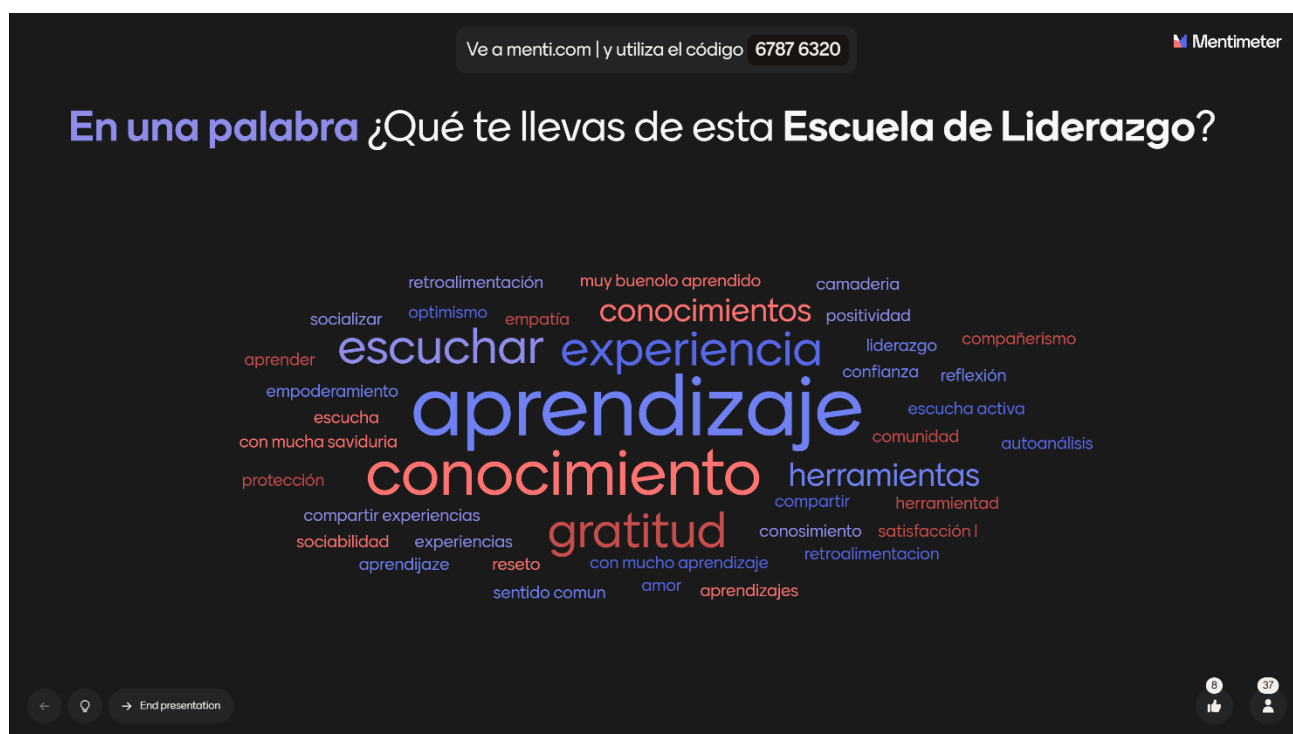 Ve a menti.com | y utiliza el código 6787 6320
Mentimeter
En una palabra ¿Qué te llevas de esta Escuela de Liderazgo?
retroalimentación
muy buenolo aprendido
camaderia
socializar
optimismo
empatía
conocimientos
positividad
aprender
escuchar
experiencia
liderazgo
compañerismo
confianza
reflexión
empoderamiento
aprendizaje
escucha
escucha activa
con mucha saviduria
comunidad
autoanálisis
protección
conocimiento
herramientas
compartir
herramientad
compartir experiencias
gratitud
conosimiento
satisfacción l
sociabilidad
experiencias
retroalimentacion
aprendijaze
reseto
con mucho aprendizaje
sentido comun
amor
aprendizajes
8
37
End presentation